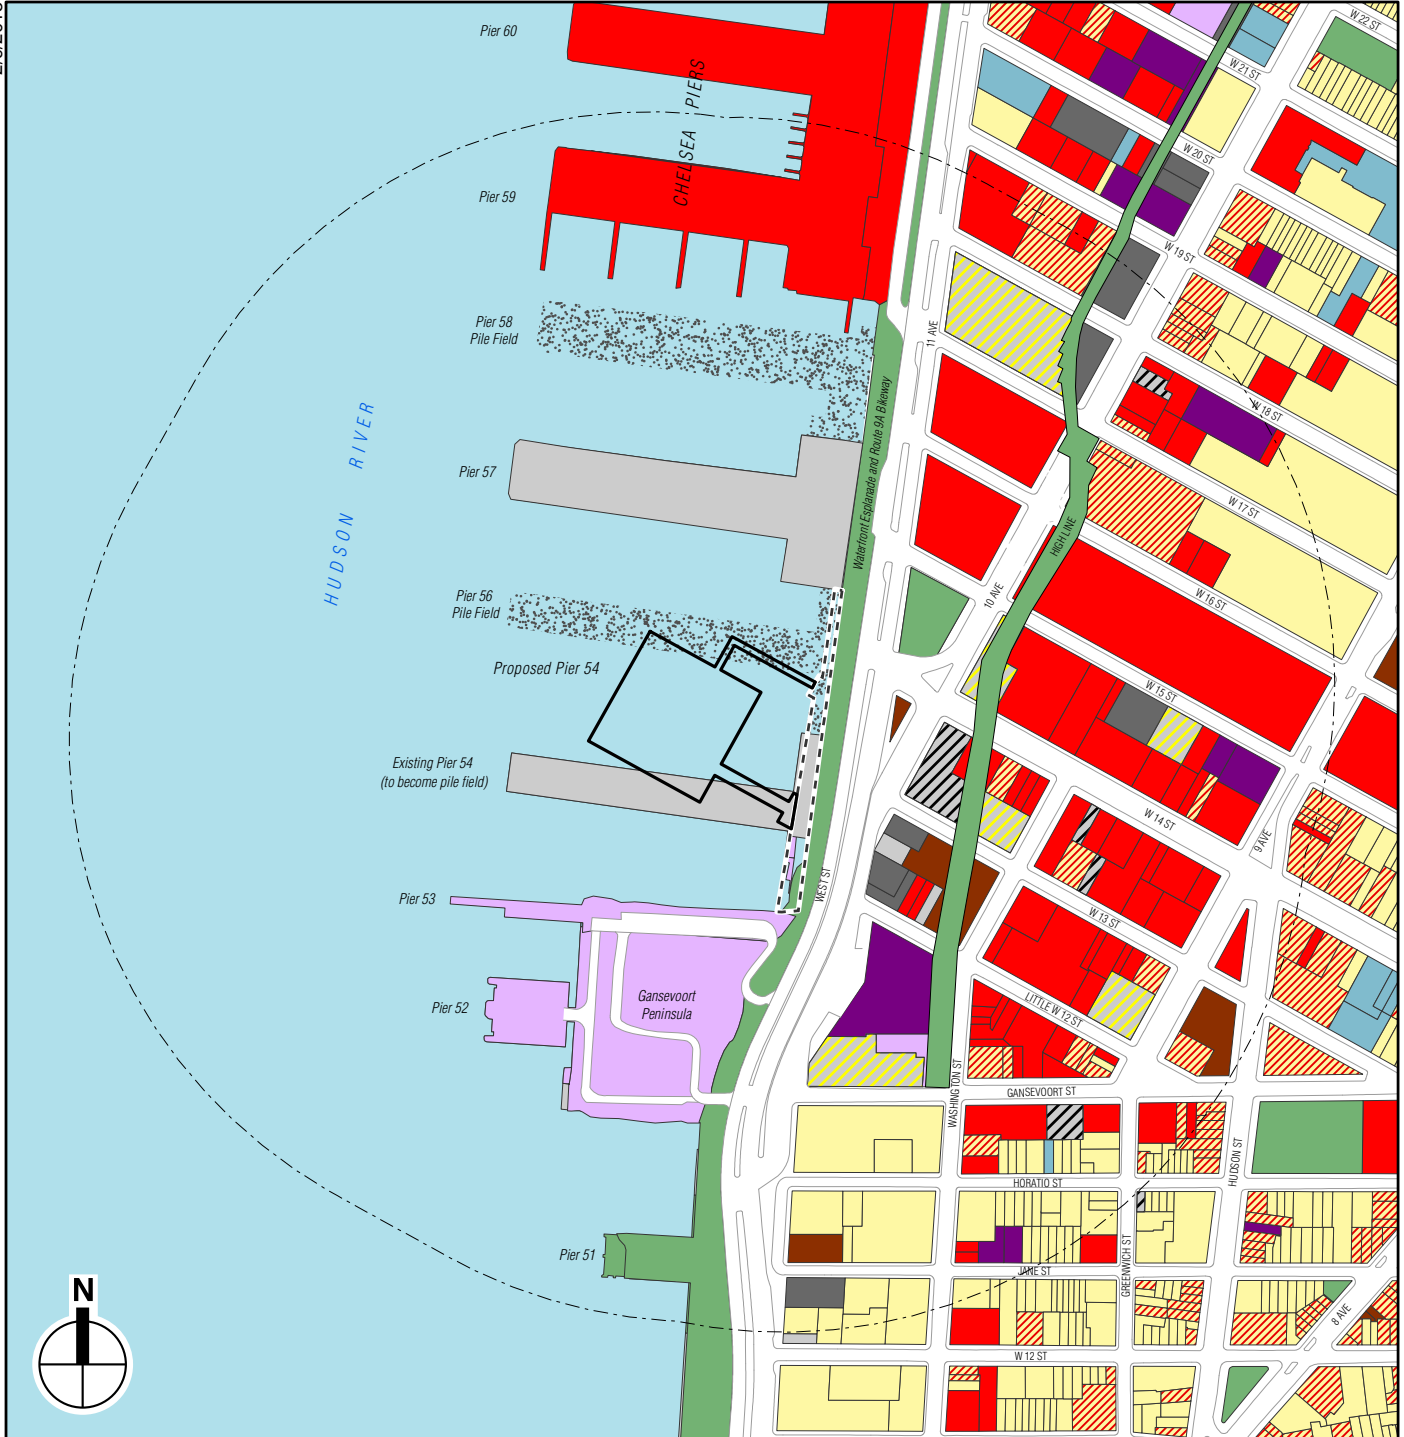 Pier 60
CHELSEA PIERS
Pier 59
Pier 58
Pile Field
HUDSON RIVER
Pier 57
Pier 56
Pile Field
Proposed Pier 54
Existing Pier 54
(to become pile field)
Pier 53
Pier 52
Gansevoort
Peninsula
Pier 51
N
Waterfront Esplanade and Route 9A Bikeway
11 AVE
10 AVE
HIGH LINE
WEST ST
W 22 ST
W 21 ST
W 20 ST
W 19 ST
W 18 ST
W 17 ST
W 16 ST
W 15 ST
W 14 ST
9 AVE
W 13 ST
LITTLE W 12 ST
GANSEVOORT ST
WASHINGTON ST
HORATIO ST
HUDSON ST
GREENWICH ST
JANE ST
8 AVE
W 12 ST